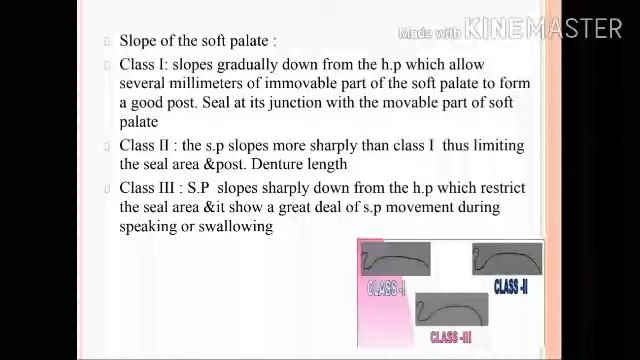 Made with KINEMASTER
Slope of the soft palate :
Class I: slopes gradually down from the h.p which allow
several millimeters of immovable part of the soft palate to form
a good post. Seal at its junction with the movable part of soft
palate
Class II : the s.p slopes more sharply than class I thus limiting
the seal area &post. Denture length
Class III : S.P slopes sharply down from the h.p which restrict
the seal area &it show a great deal of s.p movement during
speaking or swallowing
CLASS -I
CLASS -II
CLASS -III